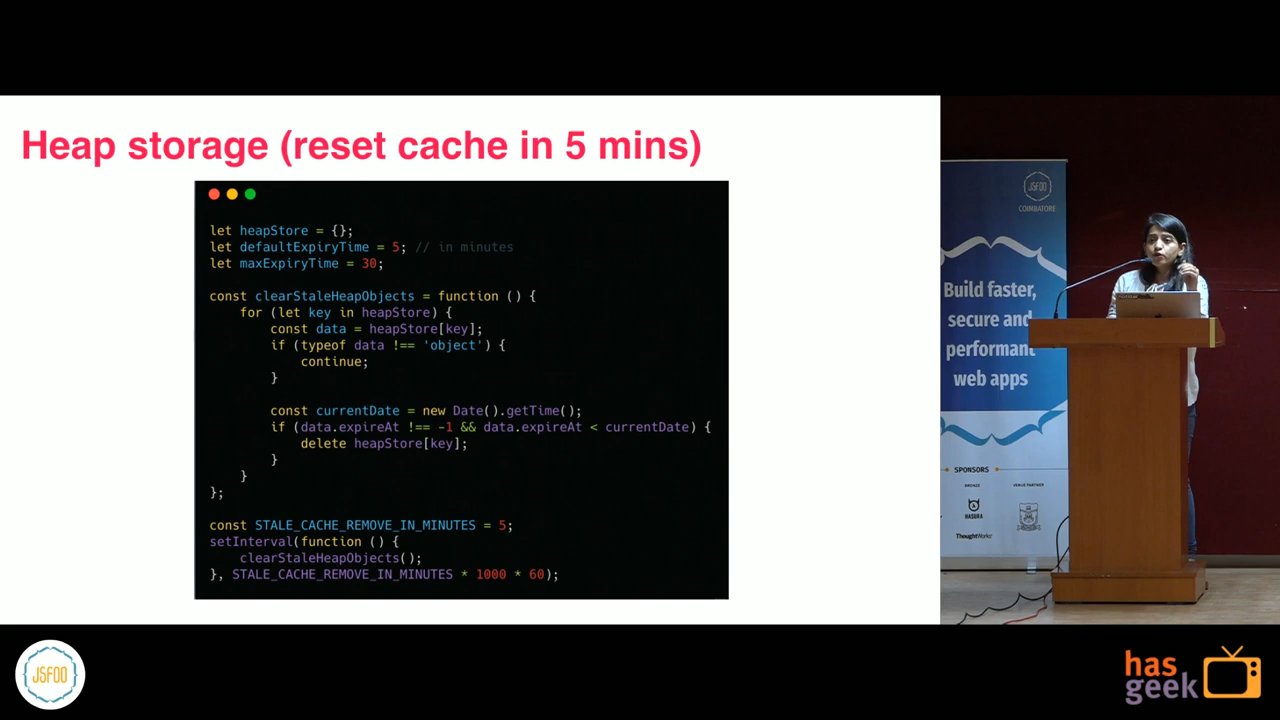 Heap storage (reset cache in 5 mins)
let heapStore = {};
let defaultExpiryTime = 5; // in minutes
let maxExpiryTime = 30;
const clearStaleHeapObjects = function () {
for (let key in heapStore) {
const data = heapStore[key];
if (typeof data !== 'object') {
continue;
}
const currentDate = new Date().getTime();
if (data.expireAt !== -1 && data.expireAt < currentDate) {
delete heapStore[key];
}
}
};
const STALE_CACHE_REMOVE_IN_MINUTES = 5;
setInterval(function () {
clearStaleHeapObjects();
}, STALE_CACHE_REMOVE_IN_MINUTES * 1000 * 60);
JSFOO
COIMBATORE
Build faster,
secure and
performant
web apps
SPONSORS
BRONZE
VENUE PARTNER
HASURA
ThoughtWorks
JSFOO
has
geek